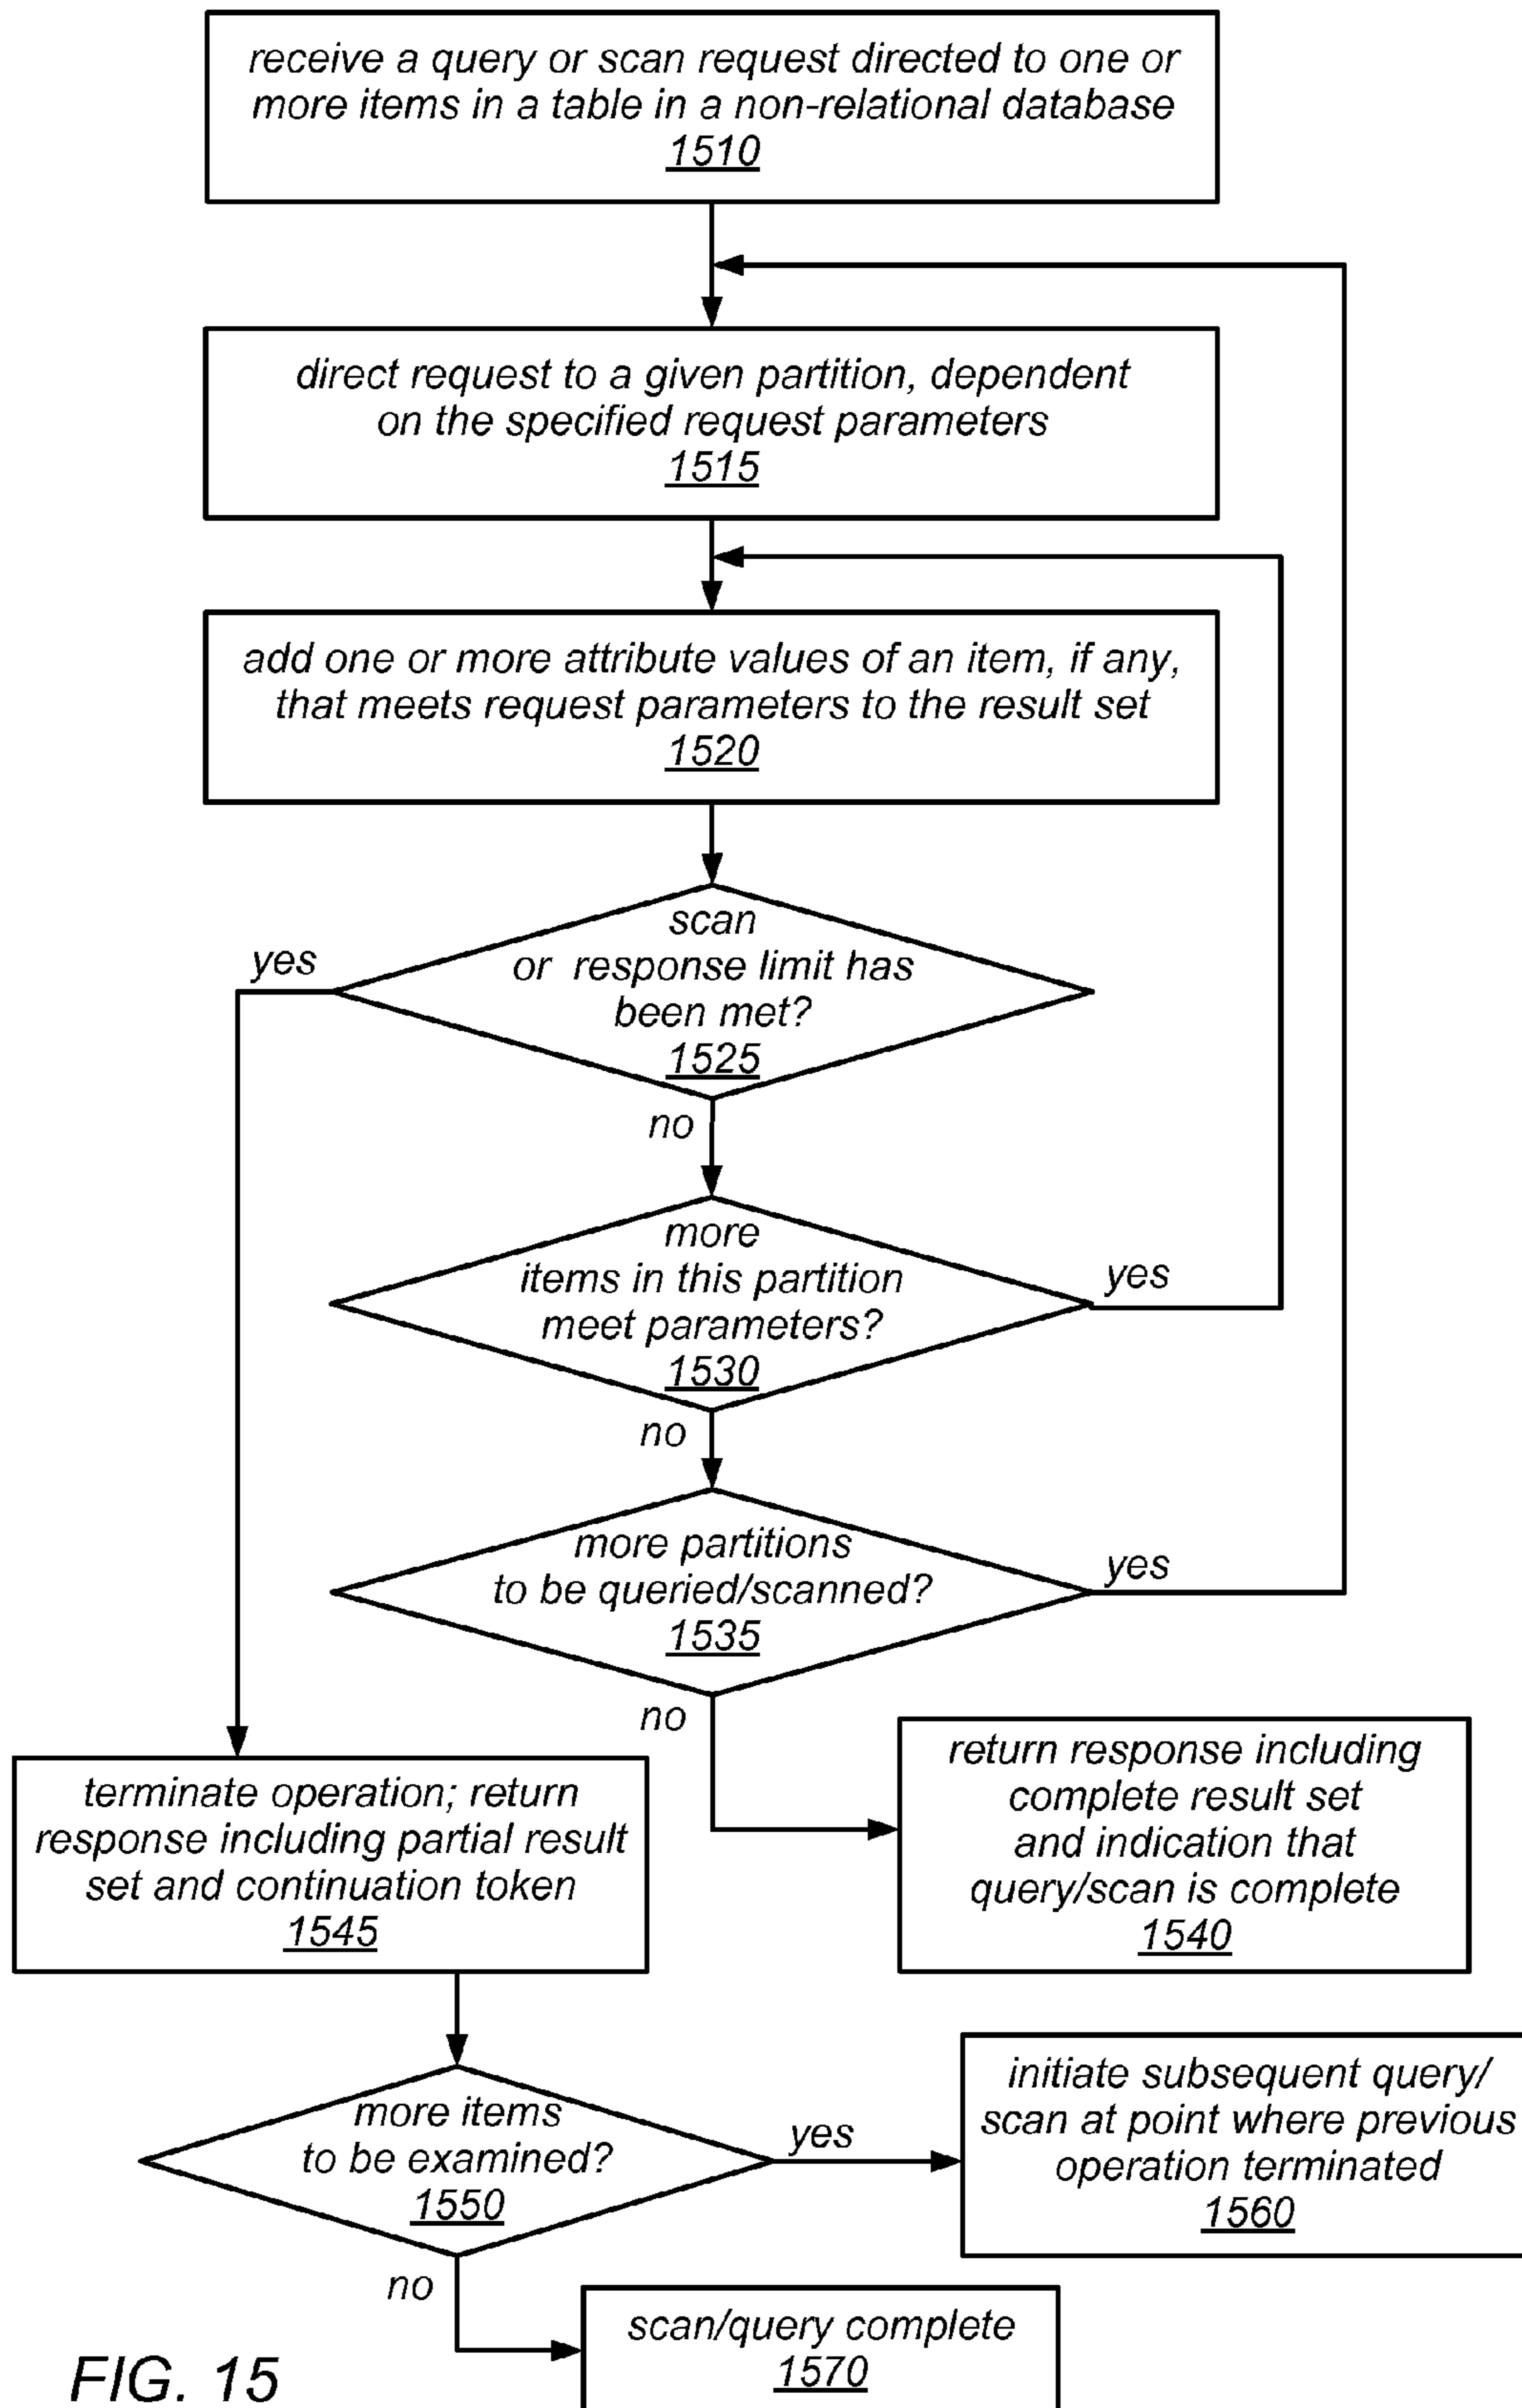 receive a query or scan request directed to one or
more items in a table in a non-relational database
1510
direct request to a given partition, dependent
on the specified request parameters
1515
add one or more attribute values of an item, if any,
that meets request parameters to the result set
1520
scan
or response limit has
been met?
1525
yes
no
more
items in this partition
meet parameters?
1530
yes
no
more partitions
to be queried/scanned?
1535
yes
no
return response including
complete result set
and indication that
query/scan is complete
1540
terminate operation; return
response including partial result
set and continuation token
1545
more items
to be examined?
1550
yes
no
initiate subsequent query/
scan at point where previous
operation terminated
1560
scan/query complete
1570
FIG. 15